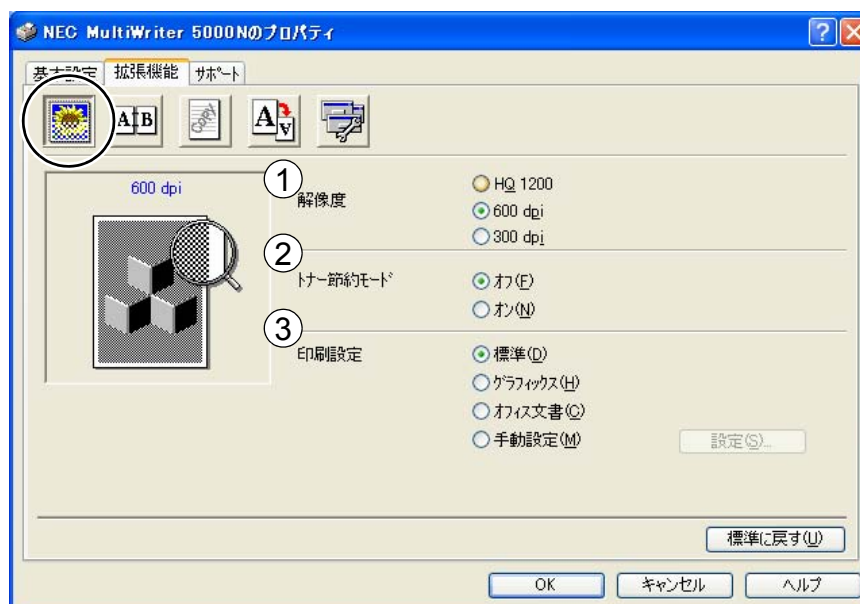 NEC MultiWriter 5000Nのプロパティ
基本設定 拡張機能 サポート
A B COPY A A
600 dpi
① 解像度
HQ 1200
600 dpi
300 dpi
② トナー節約モード
オフ(F)
オン(N)
③ 印刷設定
標準(D)
グラフィックス(H)
オフィス文書(C)
手動設定(M) 設定(S)...
標準に戻す(U)
OK キャンセル ヘルプ